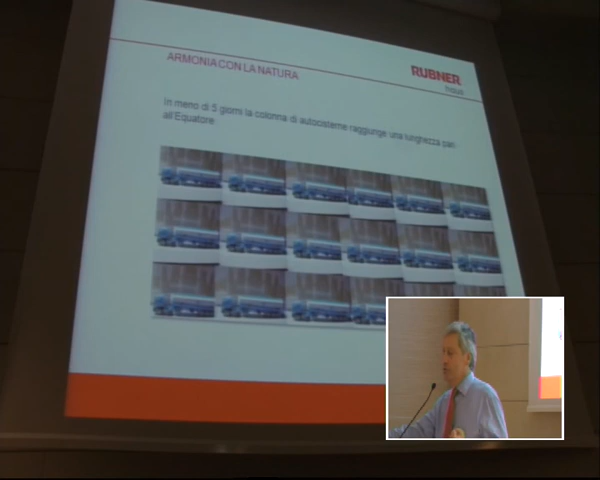 ARMONIA CON LA NATURA
RUBNER
haus
In meno di 5 giorni la colonna di autocisterne raggiunge una lunghezza pari
all'Equatore